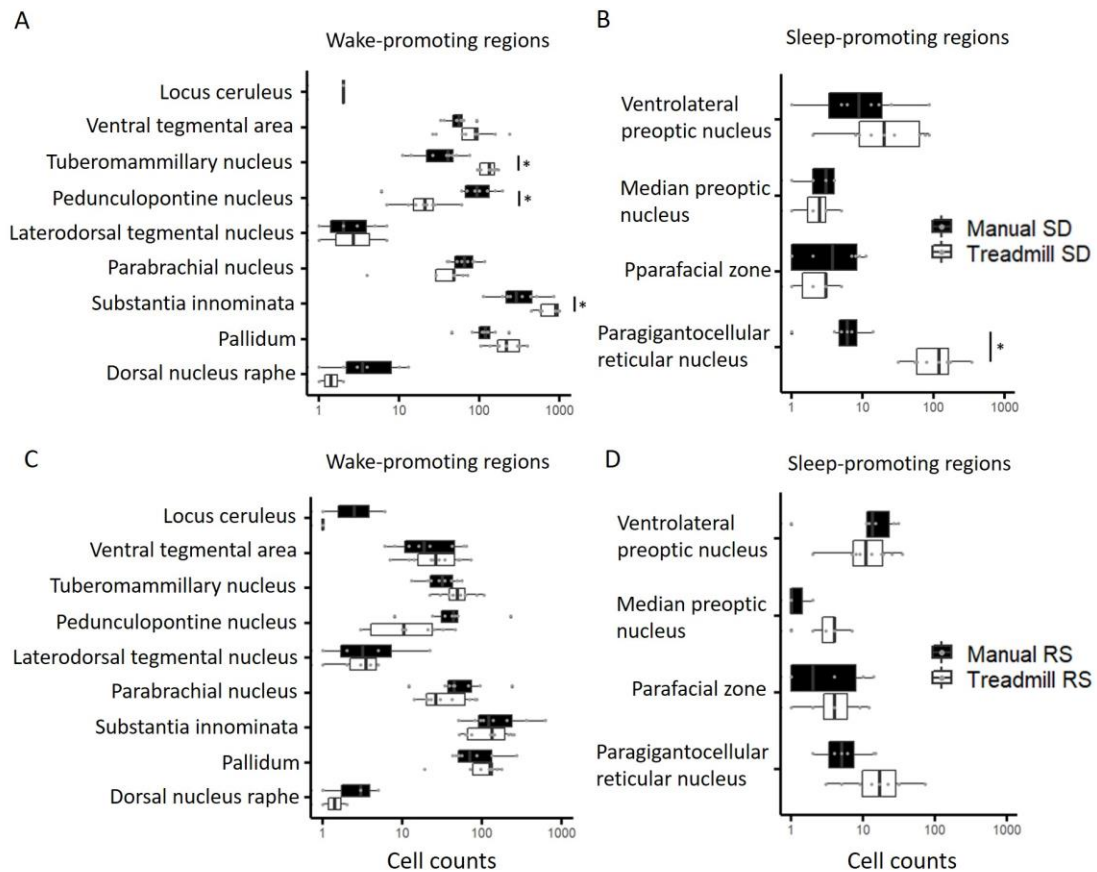 A
Wake-promoting regions
Locus ceruleus
Ventral tegmental area
Tuberomammillary nucleus
*
Pedunculopontine nucleus
*
Laterodorsal tegmental nucleus
Parabrachial nucleus
Substantia innominata
*
Pallidum
Dorsal nucleus raphe
1 10 100 1000
B
Sleep-promoting regions
Ventrolateral
preoptic nucleus
Median preoptic
nucleus
Manual SD
Treadmill SD
Pparafacial zone
Paragigantocellular
reticular nucleus
*
1 10 100 1000
C
Wake-promoting regions
Locus ceruleus
Ventral tegmental area
Tuberomammillary nucleus
Pedunculopontine nucleus
Laterodorsal tegmental nucleus
Parabrachial nucleus
Substantia innominata
Pallidum
Dorsal nucleus raphe
1 10 100 1000
Cell counts
D
Sleep-promoting regions
Ventrolateral
preoptic nucleus
Median preoptic
nucleus
Manual RS
Treadmill RS
Parafacial zone
Paragigantocellular
reticular nucleus
1 10 100 1000
Cell counts